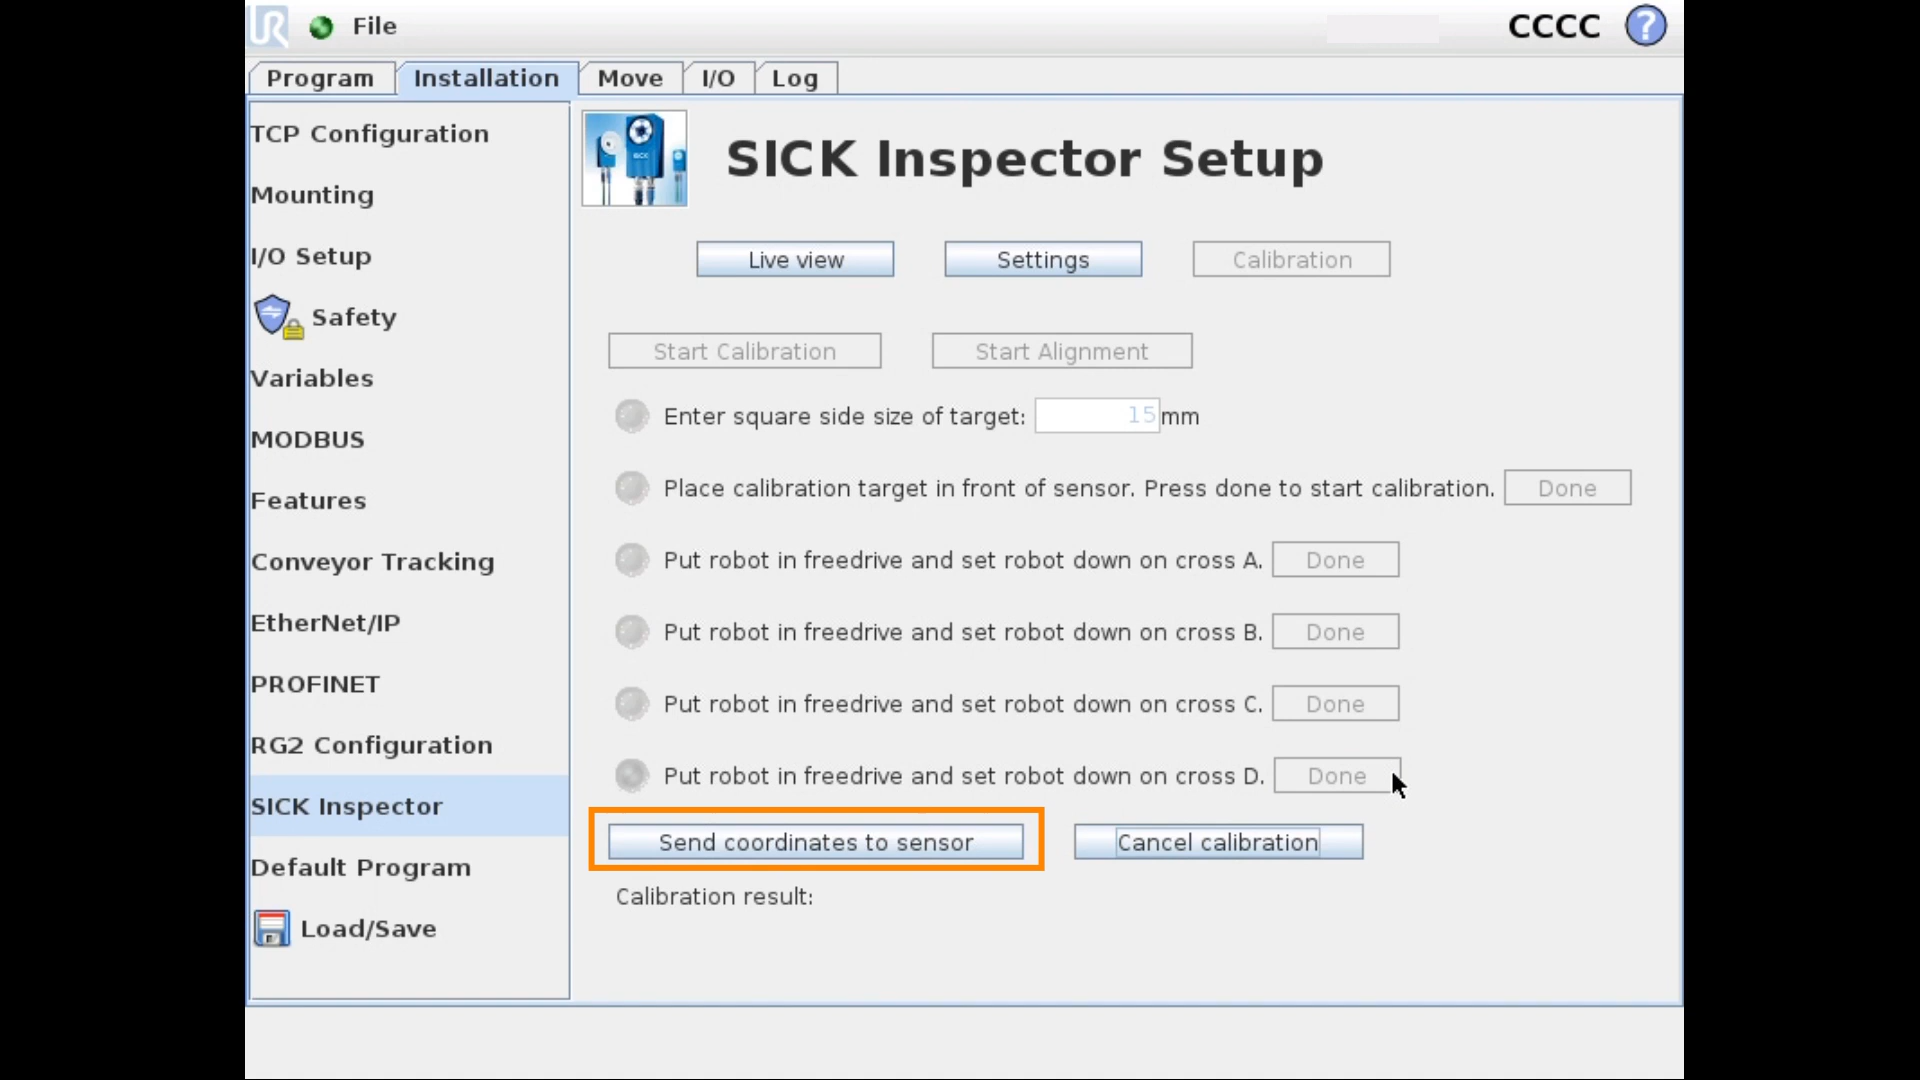 UR File CCCC ?
Program Installation Move I/O Log
TCP Configuration
Mounting
I/O Setup
Safety
Variables
MODBUS
Features
Conveyor Tracking
EtherNet/IP
PROFINET
RG2 Configuration
SICK Inspector
Default Program
Load/Save
SICK
SICK Inspector Setup
Live view Settings Calibration
Start Calibration Start Alignment
Enter square side size of target: 15 mm
Place calibration target in front of sensor. Press done to start calibration. Done
Put robot in freedrive and set robot down on cross A. Done
Put robot in freedrive and set robot down on cross B. Done
Put robot in freedrive and set robot down on cross C. Done
Put robot in freedrive and set robot down on cross D. Done
Send coordinates to sensor Cancel calibration
Calibration result: